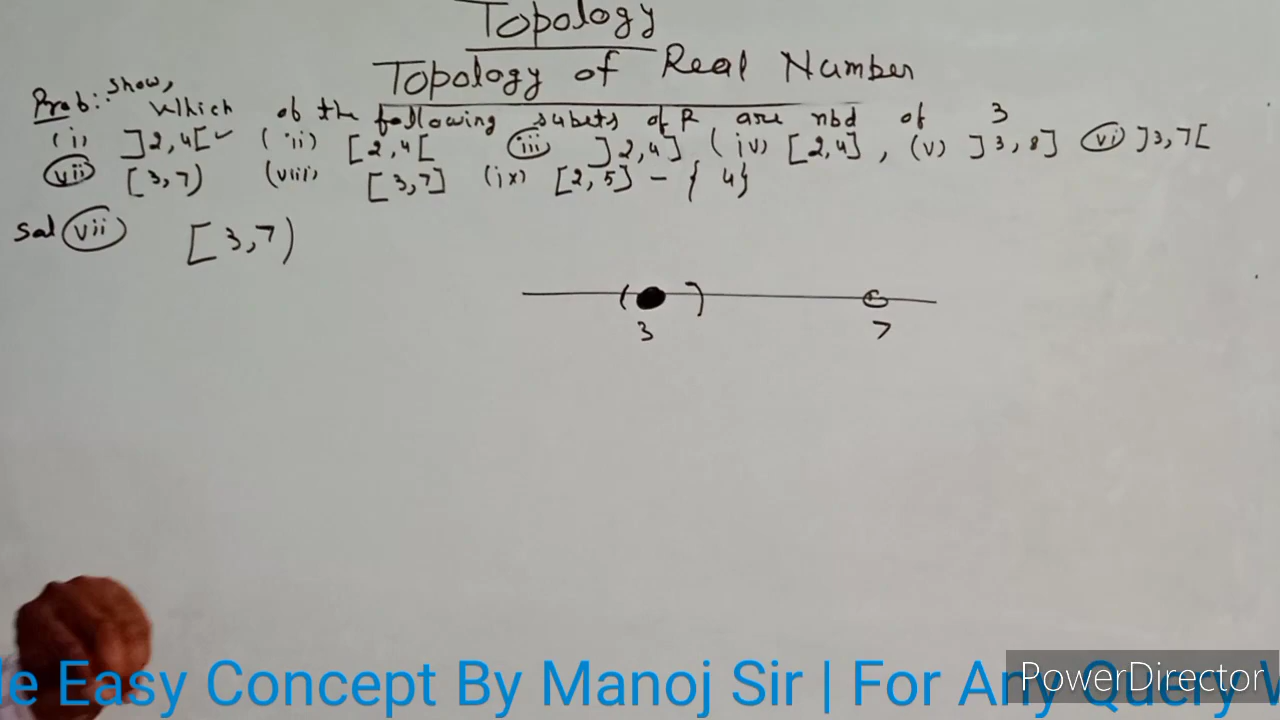 Topology
Topology of Real Number
Prob:- Show, Which of the following subets of R are nbd of 3
(i) ]2,4[ ✓ (ii) [2,4[ (iii) ]2,4] (iv) [2,4] , (v) ]3,8] (vi) ]3,7[
(vii) [3,7) (viii) [3,7] (ix) [2,5] - { 4}
Sol (vii) [3,7)
( )
3 7
le Easy Concept By Manoj Sir | For Any Query W
PowerDirector